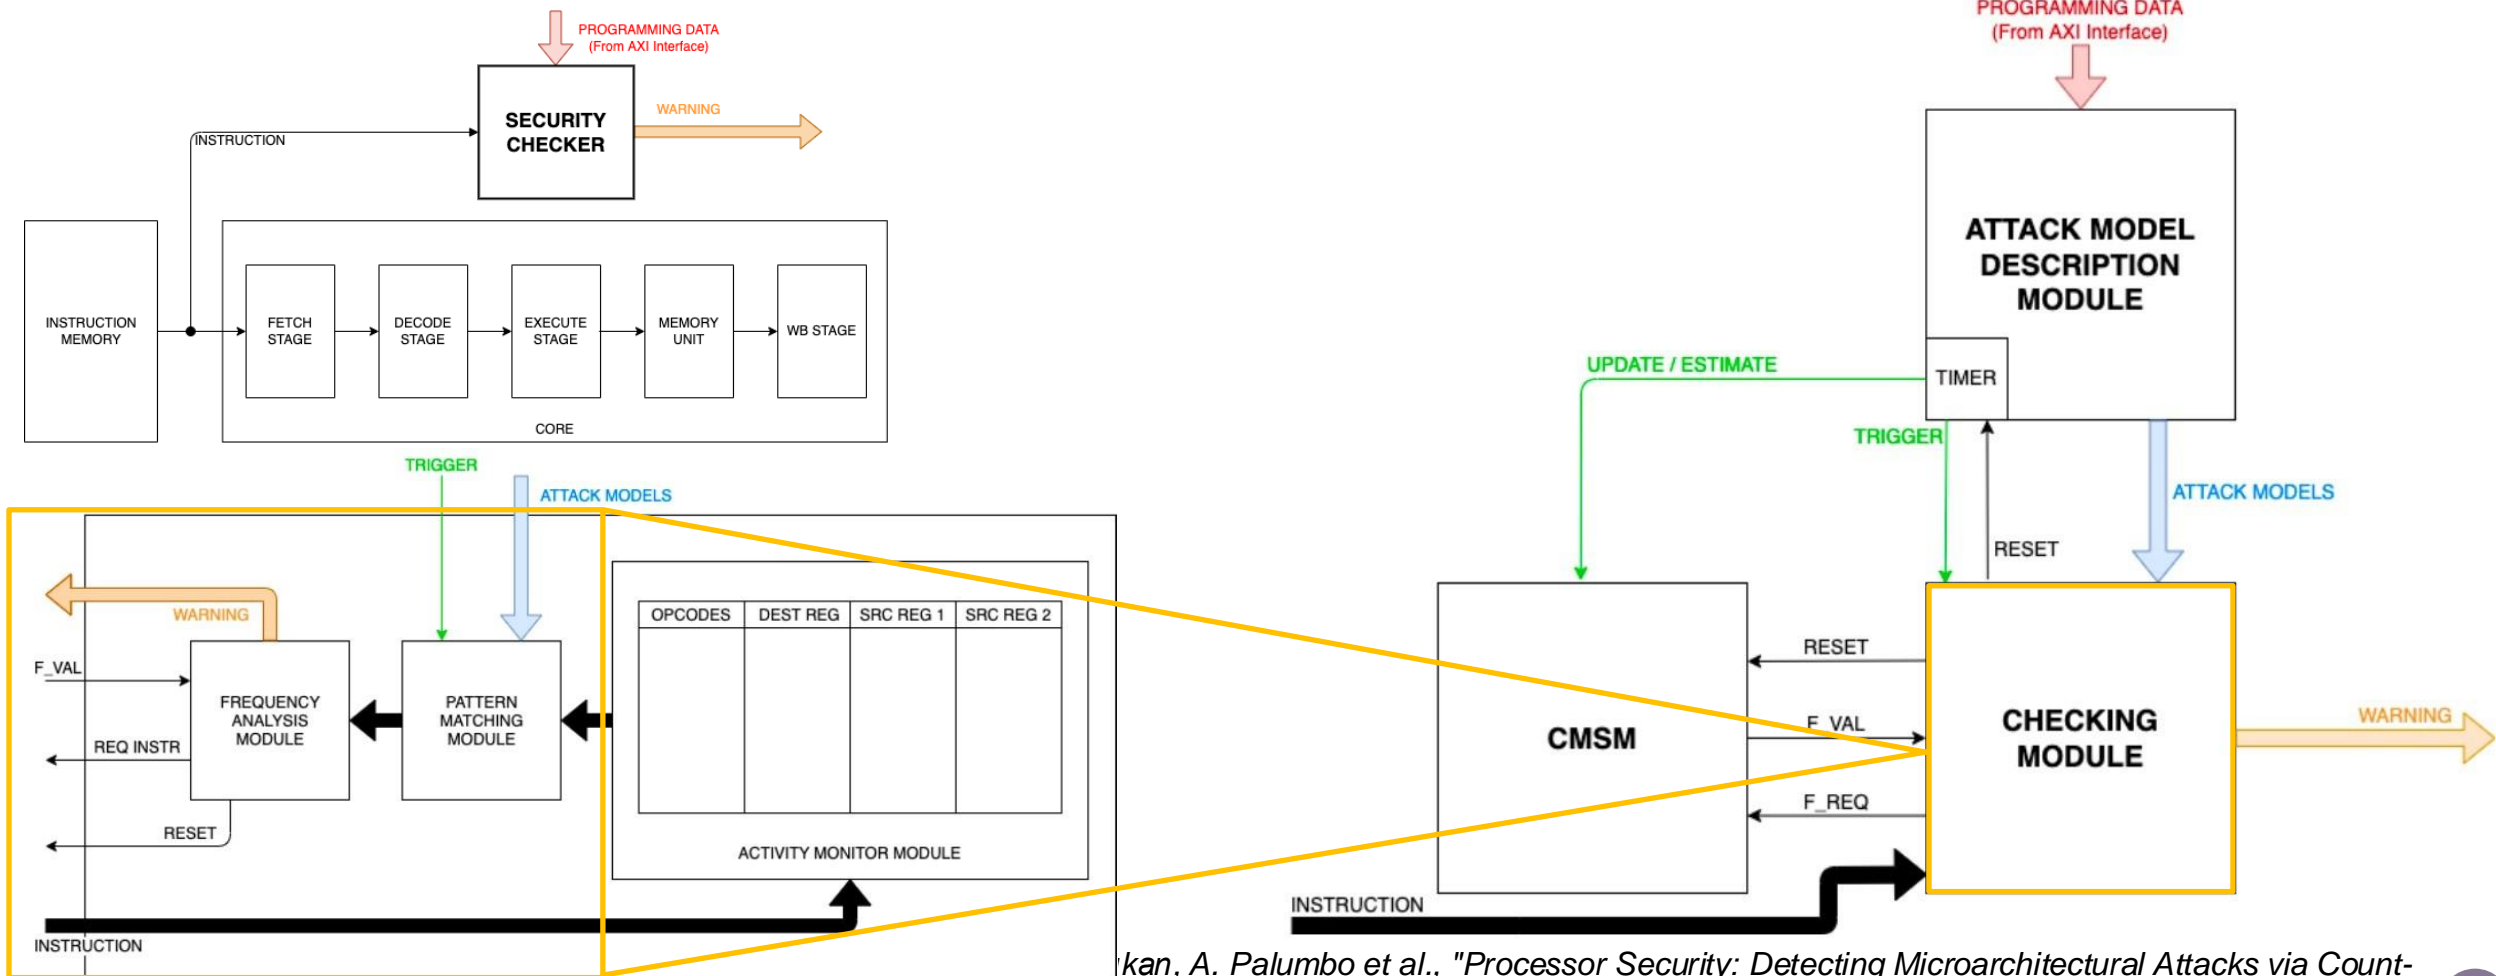 PROGRAMMING DATA
(From AXI Interface)
SECURITY
CHECKER
WARNING
INSTRUCTION
INSTRUCTION
MEMORY
FETCH
STAGE
DECODE
STAGE
EXECUTE
STAGE
MEMORY
UNIT
WB STAGE
CORE
TRIGGER
ATTACK MODELS
WARNING
F_VAL
FREQUENCY
ANALYSIS
MODULE
REQ INSTR
RESET
PATTERN
MATCHING
MODULE
OPCODES DEST REG SRC REG 1 SRC REG 2
ACTIVITY MONITOR MODULE
INSTRUCTION
PROGRAMMING DATA
(From AXI Interface)
ATTACK MODEL
DESCRIPTION
MODULE
TIMER
UPDATE / ESTIMATE
TRIGGER
RESET
ATTACK MODELS
CMSM
RESET
F_VAL
F_REQ
CHECKING
MODULE
WARNING
INSTRUCTION
kan, A. Palumbo et al., "Processor Security: Detecting Microarchitectural Attacks via Count-